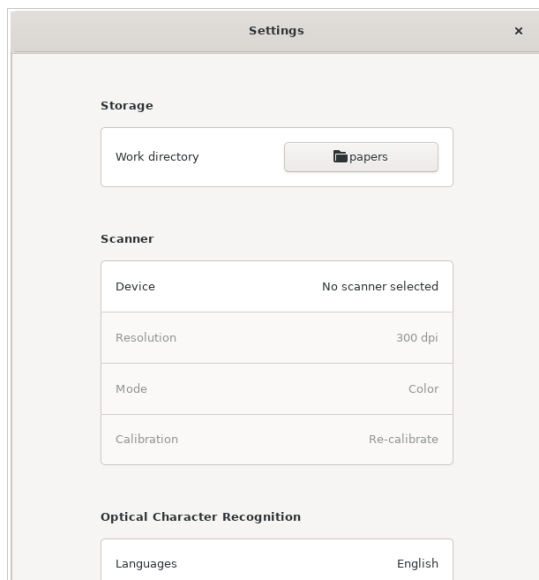 Settings
Storage
Work directory papers
Scanner
Device No scanner selected
Resolution 300 dpi
Mode Color
Calibration Re-calibrate
Optical Character Recognition
Languages English